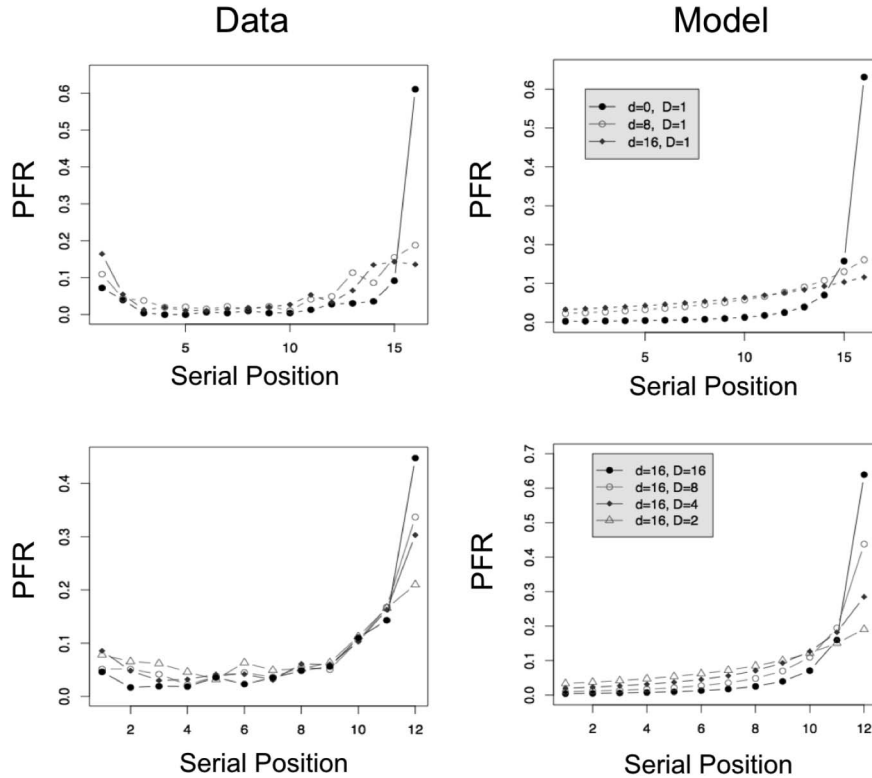 Data
Model
PFR
0.0 0.1 0.2 0.3 0.4 0.5 0.6
5 10 15
Serial Position
PFR
0.0 0.1 0.2 0.3 0.4 0.5 0.6
d=0, D=1
d=8, D=1
d=16, D=1
5 10 15
Serial Position
PFR
0.0 0.1 0.2 0.3 0.4
2 4 6 8 10 12
Serial Position
PFR
0.0 0.1 0.2 0.3 0.4 0.5 0.6 0.7
d=16, D=16
d=16, D=8
d=16, D=4
d=16, D=2
2 4 6 8 10 12
Serial Position